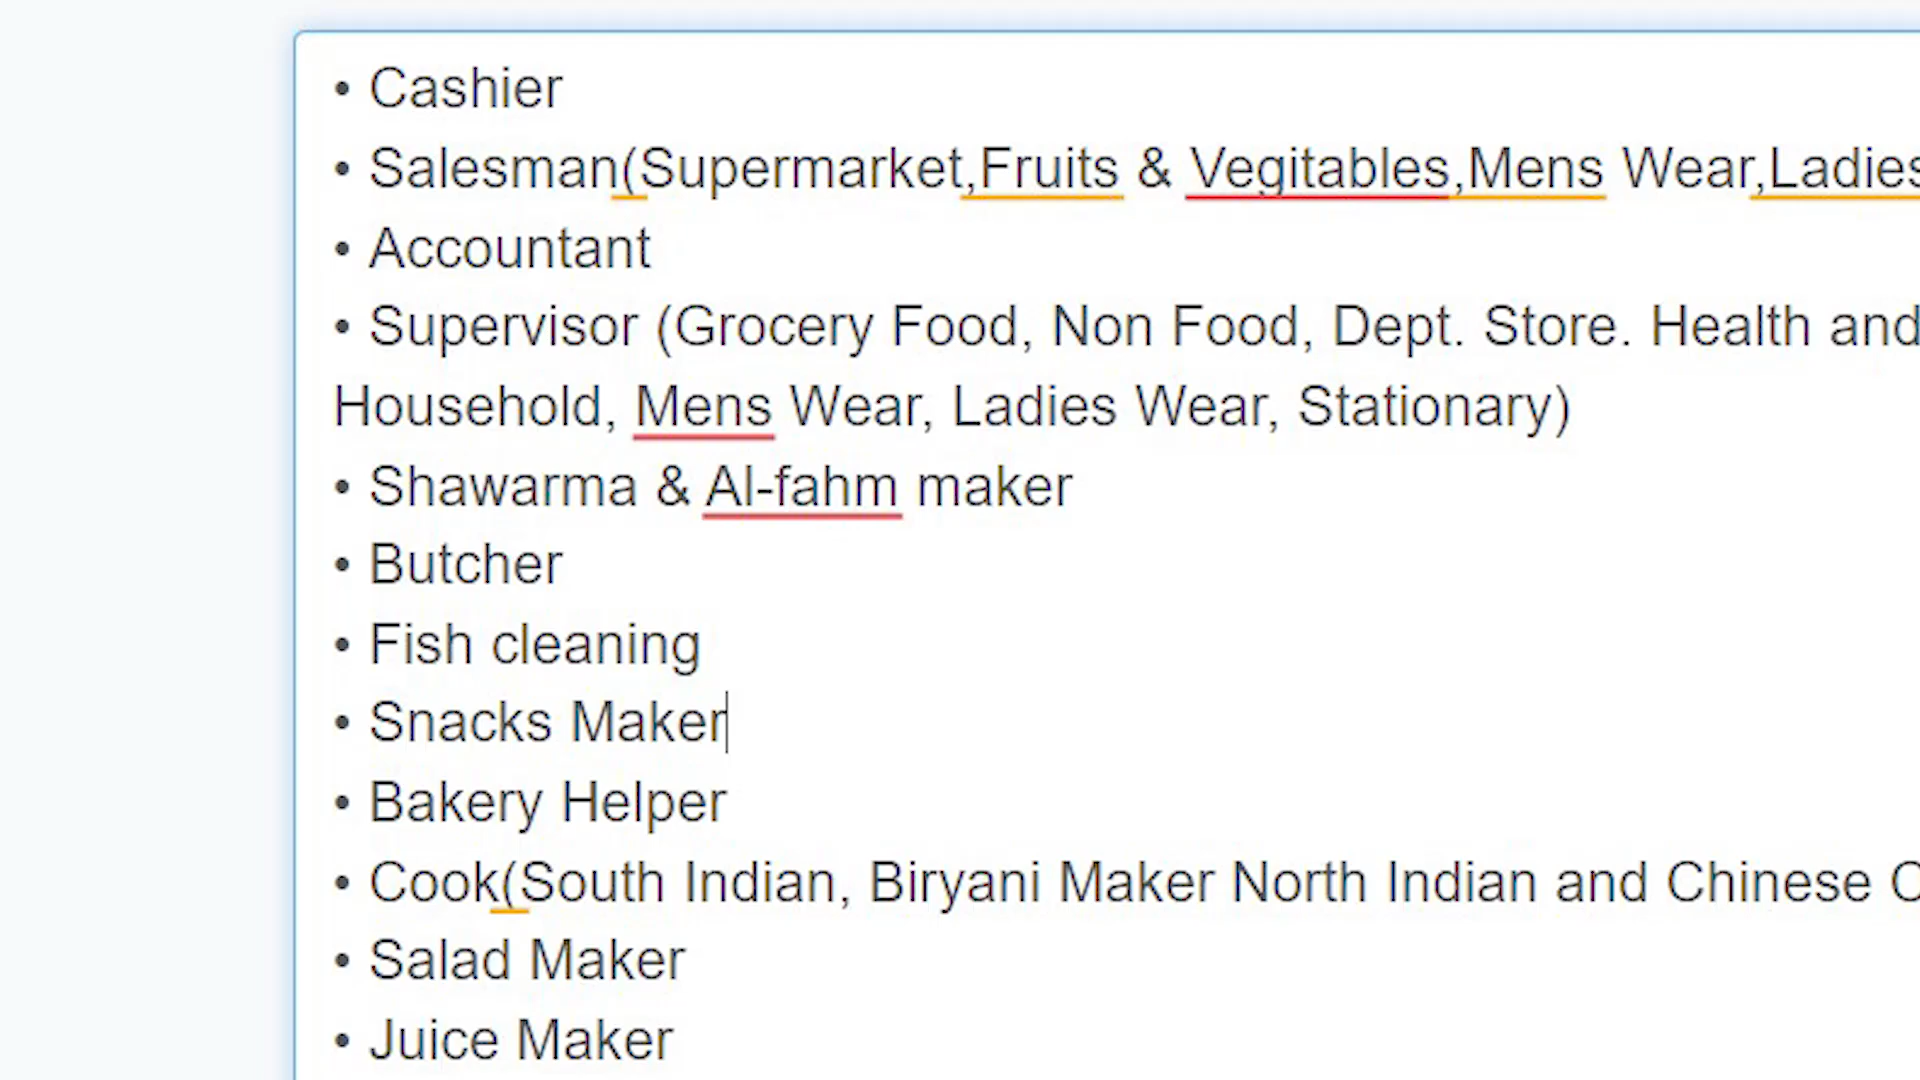 • Cashier
• Salesman(Supermarket,Fruits & Vegitables,Mens Wear,Ladies
• Accountant
• Supervisor (Grocery Food, Non Food, Dept. Store. Health and
Household, Mens Wear, Ladies Wear, Stationary)
• Shawarma & Al-fahm maker
• Butcher
• Fish cleaning
• Snacks Maker
• Bakery Helper
• Cook(South Indian, Biryani Maker North Indian and Chinese
• Salad Maker
• Juice Maker